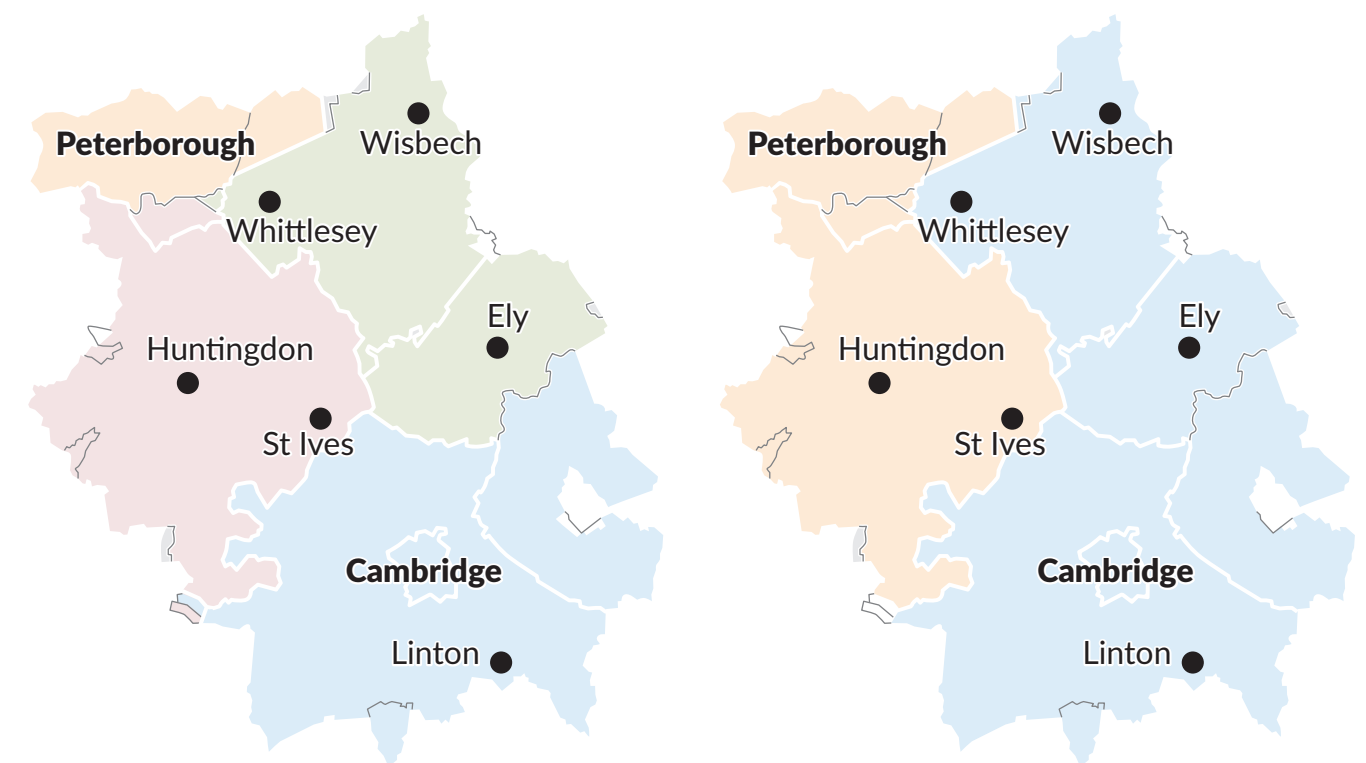 Peterborough
Wisbech
Whittlesey
Ely
Huntingdon
St Ives
Cambridge
Linton
Peterborough
Wisbech
Whittlesey
Ely
Huntingdon
St Ives
Cambridge
Linton